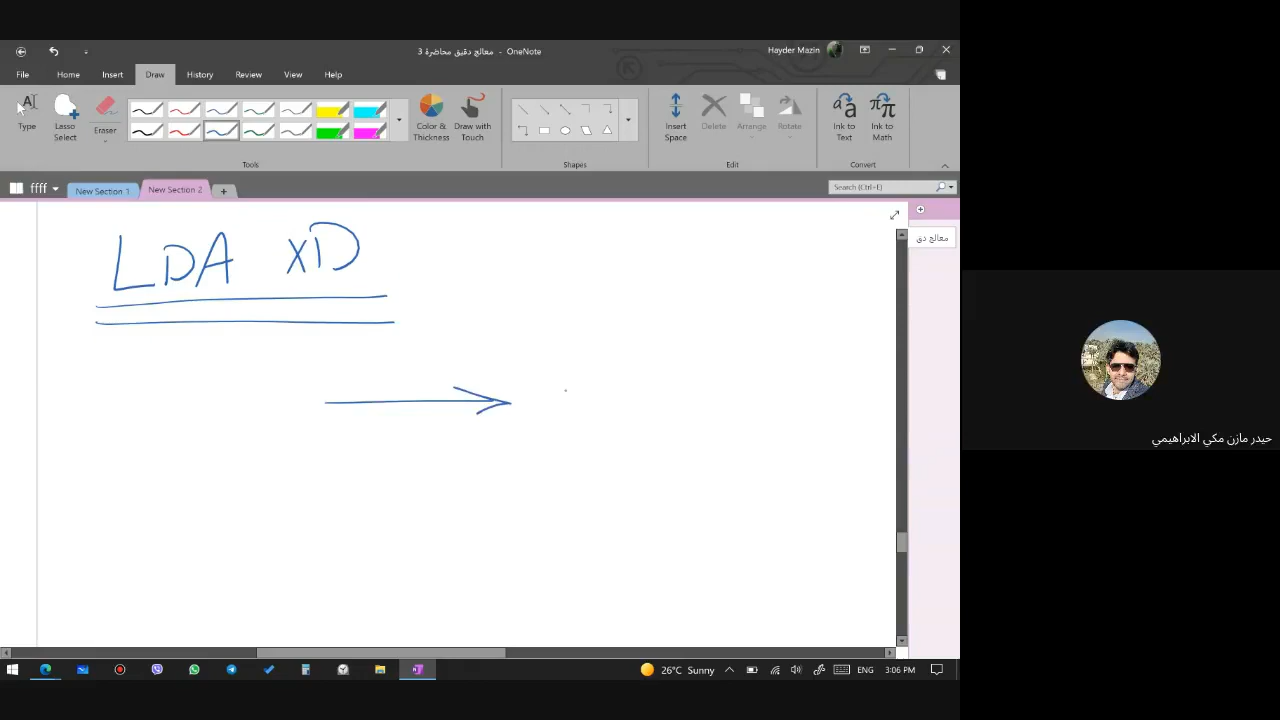 معالج دقيق محاضرة 3 - OneNote
Hayder Mazin
File Home Insert Draw History Review View Help
Type
Lasso Select
Eraser
Color & Thickness
Draw with Touch
Insert Space
Delete
Arrange
Rotate
Ink to Text
Ink to Math
Tools
Shapes
Edit
Convert
ffff
New Section 1
New Section 2
Search (Ctrl+E)
معالج دق
LDA XD
حيدر مازن مكي الابراهيمي
26°C Sunny
ENG
3:06 PM